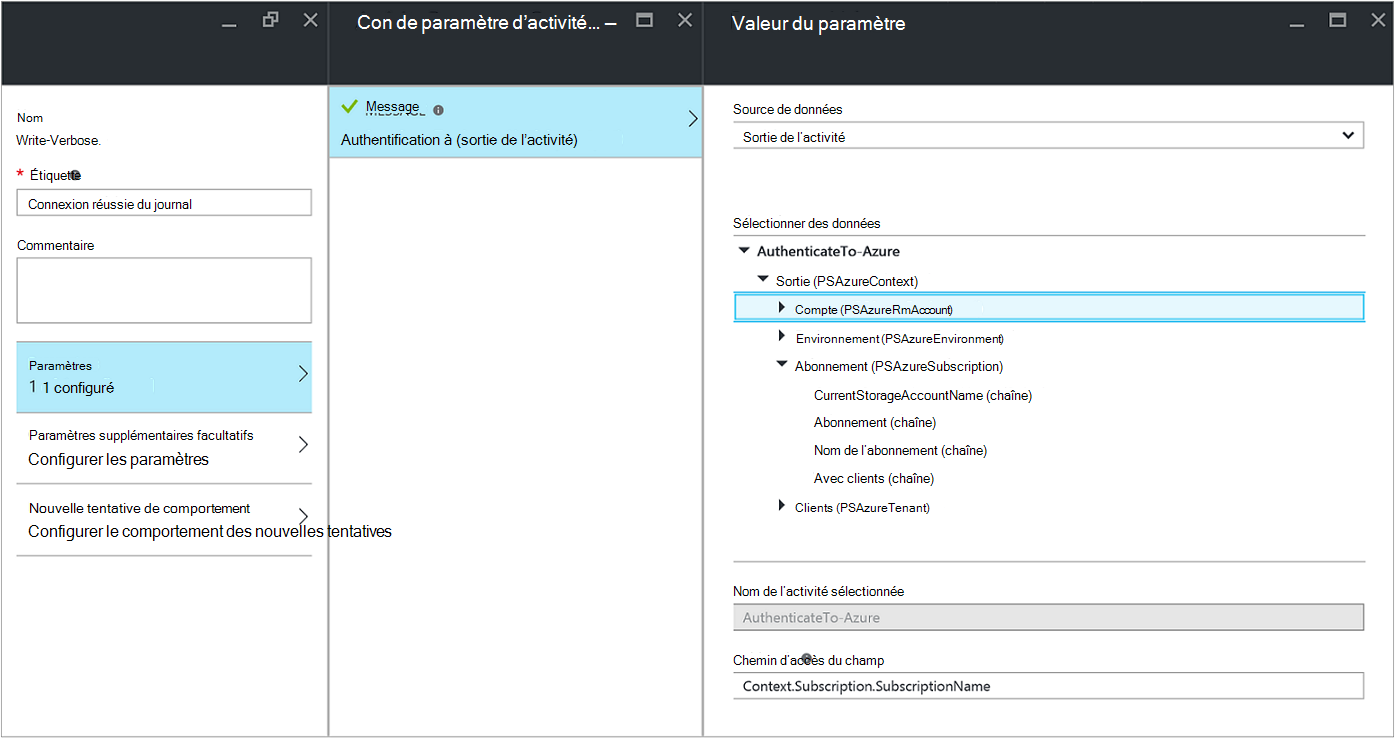 Con de paramètre d'activité...
Valeur du paramètre
Nom
Write-Verbose.
* Étiquette
Connexion réussie du journal
Commentaire
Paramètres
1 1 configuré
Paramètres supplémentaires facultatifs
Configurer les paramètres
Nouvelle tentative de comportement
Configurer le comportement des nouvelles tentatives
Message
Authentification à (sortie de l'activité)
Source de données
Sortie de l'activité
Sélectionner des données
AuthenticateTo-Azure
Sortie (PSAzureContext)
Compte (PSAzureRmAccount)
Environnement (PSAzureEnvironment)
Abonnement (PSAzureSubscription)
CurrentStorageAccountName (chaîne)
Abonnement (chaîne)
Nom de l'abonnement (chaîne)
Avec clients (chaîne)
Clients (PSAzureTenant)
Nom de l'activité sélectionnée
AuthenticateTo-Azure
Chemin d'accès du champ
Context.Subscription.SubscriptionName